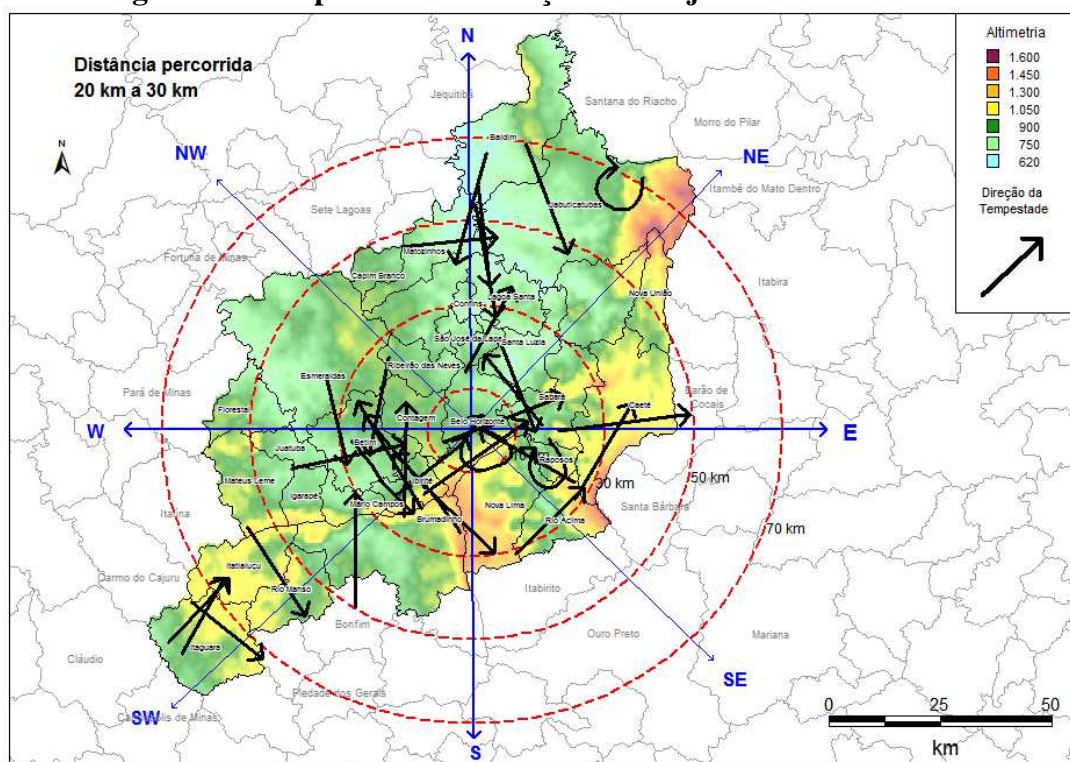 Distância percorrida
20 km a 30 km
N
N
Jequitibá
Santana do Riacho
Morro do Pilar
Baldim
NW
NE
Itambé do Mato Dentro
Jabuticatubas
Sete Lagoas
Matozinhos
Fortuna de Minas
Capim Branco
Itabira
Nova União
Confins
Lagoa Santa
São José da Lapa
Santa Luzia
Ribeirão das Neves
Esmeraldas
Pará de Minas
Florestal
Contagem
Sabará
Caeté
Barão de
Cocais
Belo Horizonte
W
E
Betim
Juatuba
Raposos
Mateus Leme
Ibirité
30 km
50 km
Igarapé
Mário Campos
Nova Lima
Santa Bárbara
Itaúna
Brumadinho
Rio Acima
70 km
Itatiaiuçu
Carmo do Cajuru
Rio Manso
Itabirito
Bonfim
Ouro Preto
Mariana
Itaguara
Cláudio
SE
Piedade dos Gerais
SW
Carmópolis de Minas
S
Altimetria
1.600
1.450
1.300
1.050
900
750
620
Direção da
Tempestade
0 25 50
km